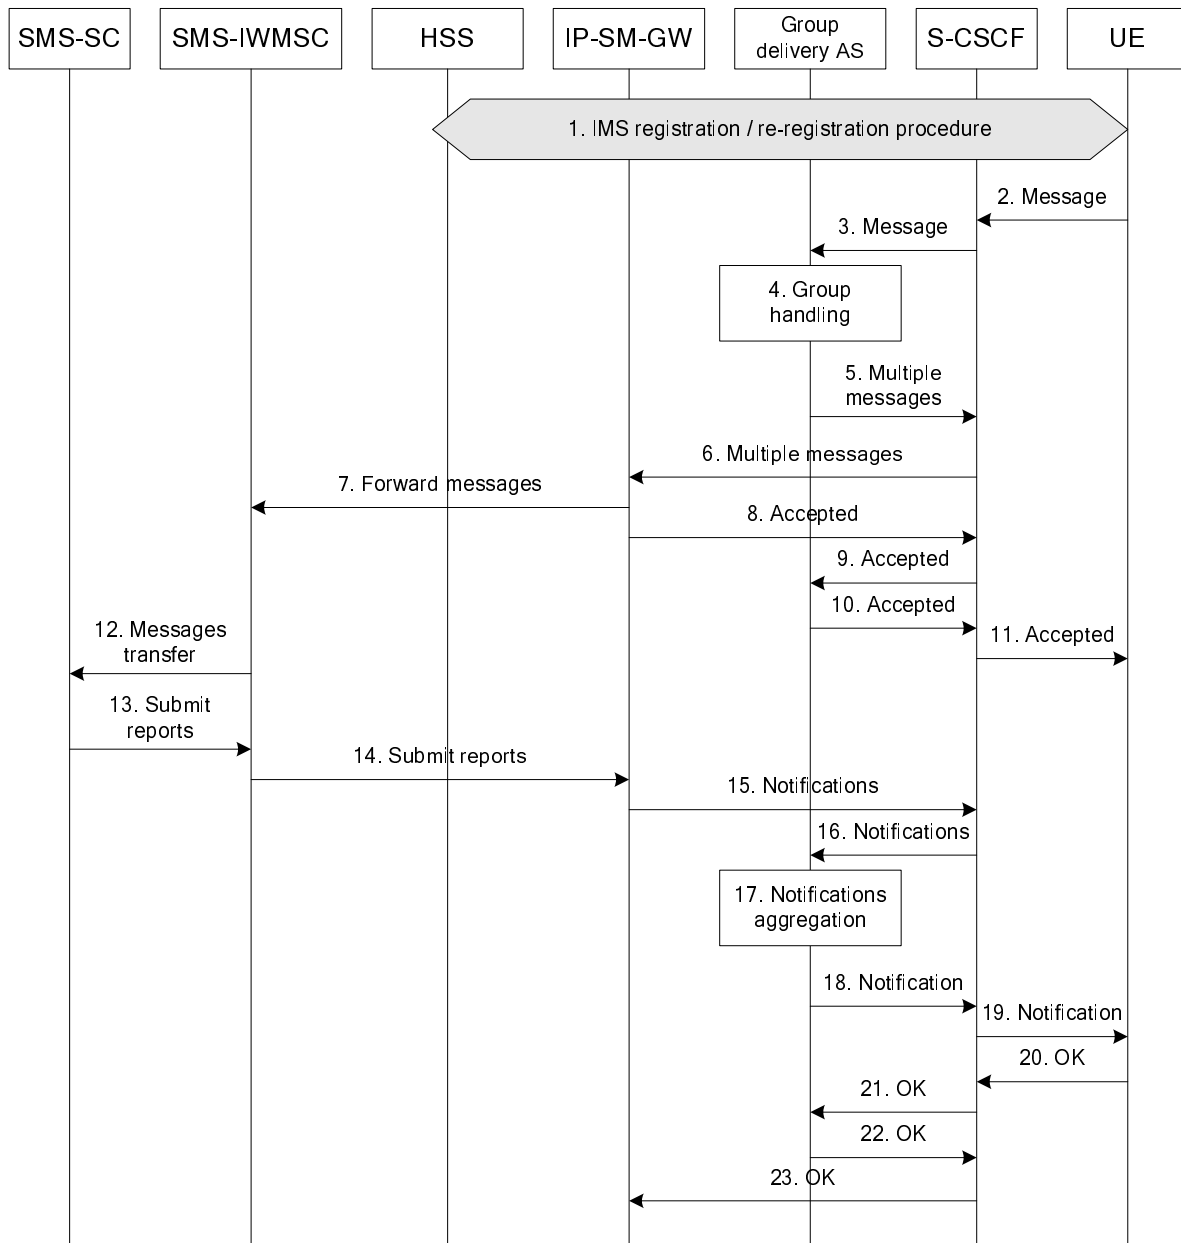 SMS-SC
SMS-IWMSC
HSS
IP-SM-GW
Group
delivery AS
S-CSCF
UE
1. IMS registration / re-registration procedure
2. Message
3. Message
4. Group
handling
5. Multiple
messages
6. Multiple messages
7. Forward messages
8. Accepted
9. Accepted
10. Accepted
11. Accepted
12. Messages
transfer
13. Submit
reports
14. Submit reports
15. Notifications
16. Notifications
17. Notifications
aggregation
18. Notification
19. Notification
20. OK
21. OK
22. OK
23. OK